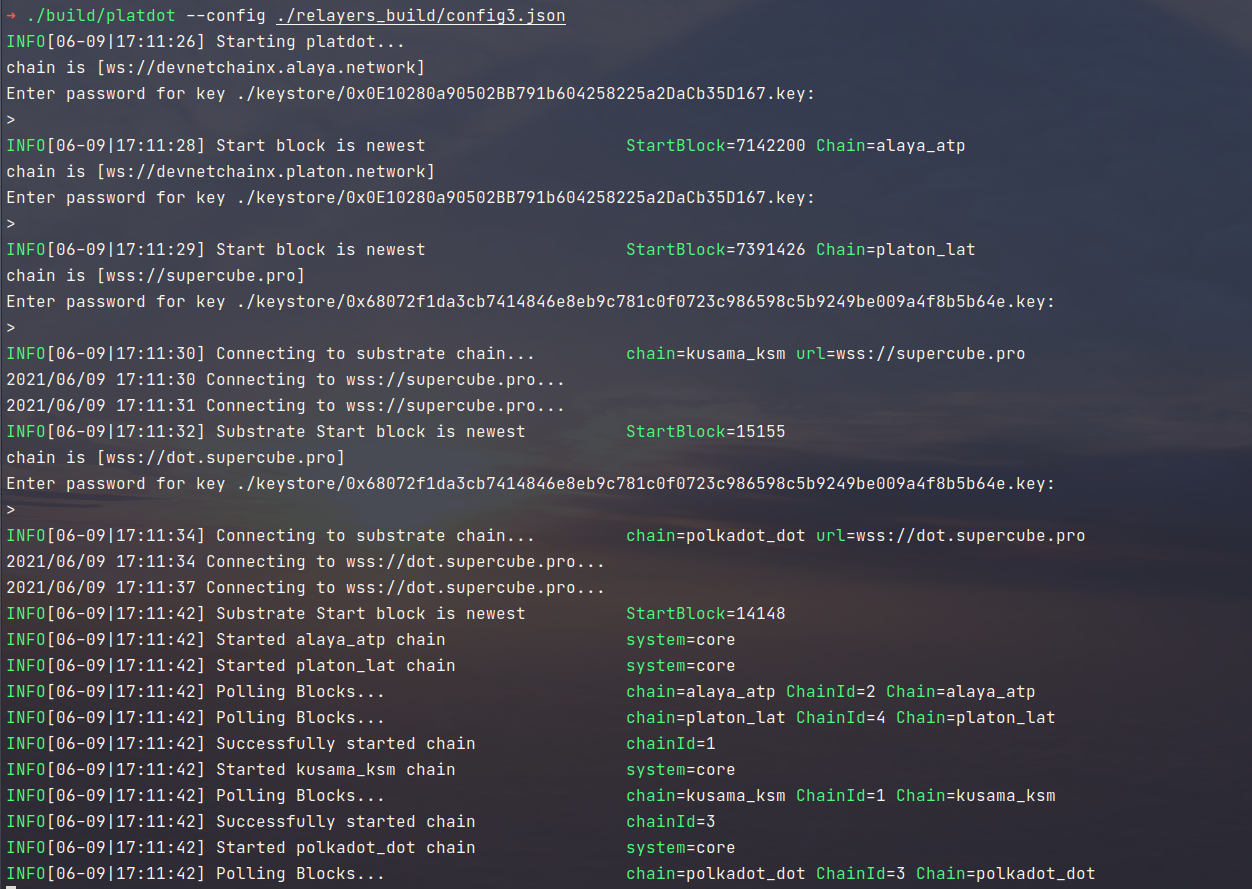 → ./build/platdot --config ./relayers_build/config3.json
INFO[06-09|17:11:26] Starting platdot...
chain is [ws://devnetchainx.alaya.network]
Enter password for key ./keystore/0x0E10280a90502BB791b604258225a2DaCb35D167.key:
>
INFO[06-09|17:11:28] Start block is newest StartBlock=7142200 Chain=alaya_atp
chain is [ws://devnetchainx.platon.network]
Enter password for key ./keystore/0x0E10280a90502BB791b604258225a2DaCb35D167.key:
>
INFO[06-09|17:11:29] Start block is newest StartBlock=7391426 Chain=platon_lat
chain is [wss://supercube.pro]
Enter password for key ./keystore/0x68072f1da3cb7414846e8eb9c781c0f0723c986598c5b9249be009a4f8b5b64e.key:
>
INFO[06-09|17:11:30] Connecting to substrate chain... chain=kusama_ksm url=wss://supercube.pro
2021/06/09 17:11:30 Connecting to wss://supercube.pro...
2021/06/09 17:11:31 Connecting to wss://supercube.pro...
INFO[06-09|17:11:32] Substrate Start block is newest StartBlock=15155
chain is [wss://dot.supercube.pro]
Enter password for key ./keystore/0x68072f1da3cb7414846e8eb9c781c0f0723c986598c5b9249be009a4f8b5b64e.key:
>
INFO[06-09|17:11:34] Connecting to substrate chain... chain=polkadot_dot url=wss://dot.supercube.pro
2021/06/09 17:11:34 Connecting to wss://dot.supercube.pro...
2021/06/09 17:11:37 Connecting to wss://dot.supercube.pro...
INFO[06-09|17:11:42] Substrate Start block is newest StartBlock=14148
INFO[06-09|17:11:42] Started alaya_atp chain system=core
INFO[06-09|17:11:42] Started platon_lat chain system=core
INFO[06-09|17:11:42] Polling Blocks... chain=alaya_atp ChainId=2 Chain=alaya_atp
INFO[06-09|17:11:42] Polling Blocks... chain=platon_lat ChainId=4 Chain=platon_lat
INFO[06-09|17:11:42] Successfully started chain chainId=1
INFO[06-09|17:11:42] Started kusama_ksm chain system=core
INFO[06-09|17:11:42] Polling Blocks... chain=kusama_ksm ChainId=1 Chain=kusama_ksm
INFO[06-09|17:11:42] Successfully started chain chainId=3
INFO[06-09|17:11:42] Started polkadot_dot chain system=core
INFO[06-09|17:11:42] Polling Blocks... chain=polkadot_dot ChainId=3 Chain=polkadot_dot